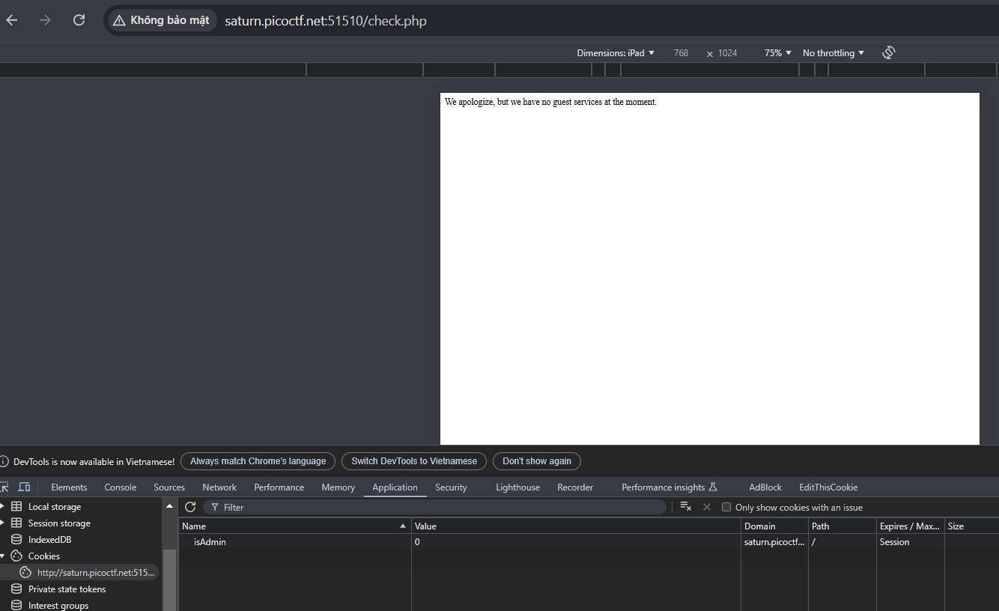 Không bảo mật saturn.picoctf.net:51510/check.php
Dimensions: iPad 768 × 1024 75% No throttling
We apologize, but we have no guest services at the moment.
DevTools is now available in Vietnamese! Always match Chrome's language Switch DevTools to Vietnamese Don't show again
Elements Console Sources Network Performance Memory Application Security Lighthouse Recorder Performance insights AdBlock EditThisCookie
Local storage
Session storage
IndexedDB
Cookies
http://saturn.picoctf.net:515...
Private state tokens
Interest groups
Filter Only show cookies with an issue
Name Value Domain Path Expires / Max... Size
isAdmin 0 saturn.picoctf... / Session